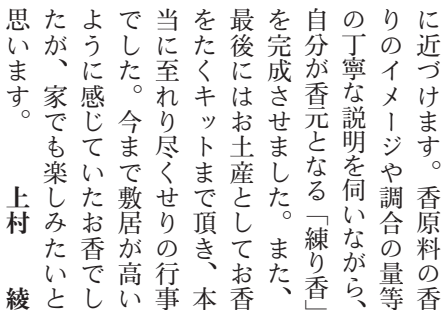 に近づけます。香原料の香
りのイメージや調合の量等
の丁寧な説明を伺いながら、
自分が香元となる「練り香」
を完成させました。また、
最後にはお土産としてお香
をたくキットまで頂き、本
当に至れり尽くせりの行事
でした。今まで敷居が高い
ように感じていたお香でし
たが、家でも楽しみたいと
思います。　　　上村　　綾